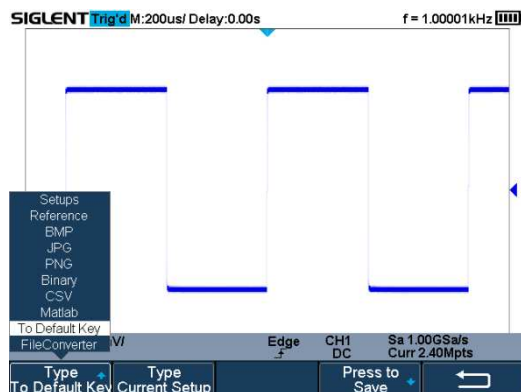 SIGLENT Trig'd M:200us/ Delay:0.00s f = 1.00001kHz
Setups
Reference
BMP
JPG
PNG
Binary
CSV
Matlab
To Default Key
FileConverter V/ Edge CH1 Sa 1.00GSa/s
DC Curr 2.40Mpts
Type Type Press to
To Default Key Current Setup Save